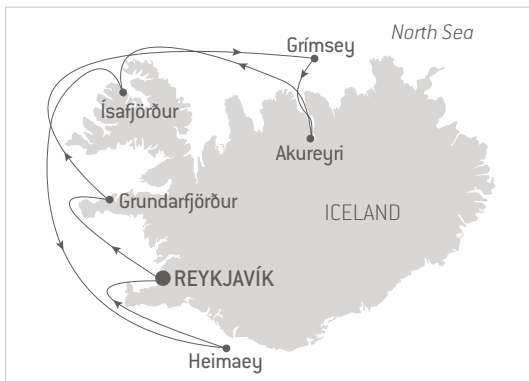 North Sea
Grímsey
Ísafjörður
Akureyri
Grundarfjörður
ICELAND
REYKJAVÍK
Heimaey